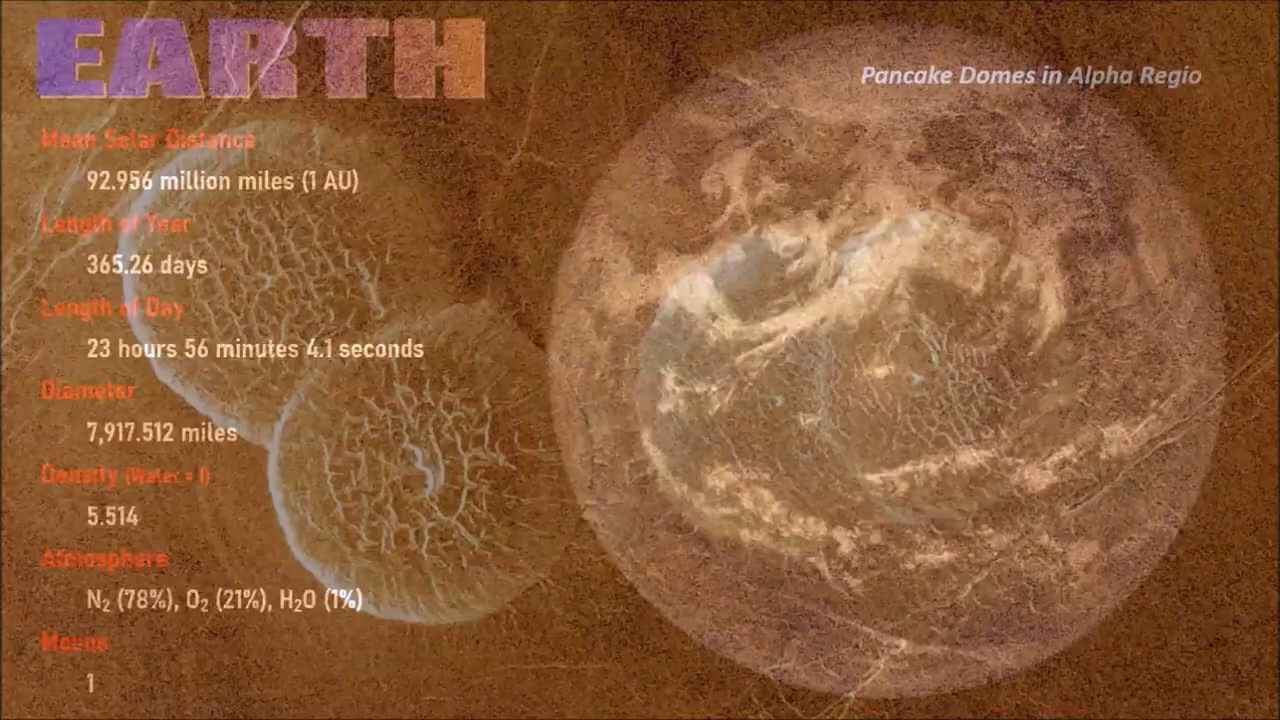 EARTH
Pancake Domes in Alpha Regio
Mean Solar Distance
92.956 million miles (1 AU)
Length of Year
365.26 days
Length of Day
23 hours 56 minutes 4.1 seconds
Diameter
7,917.512 miles
Density (Water = 1)
5.514
Atmosphere
N₂ (78%), O₂ (21%), H₂O (1%)
Moons
1